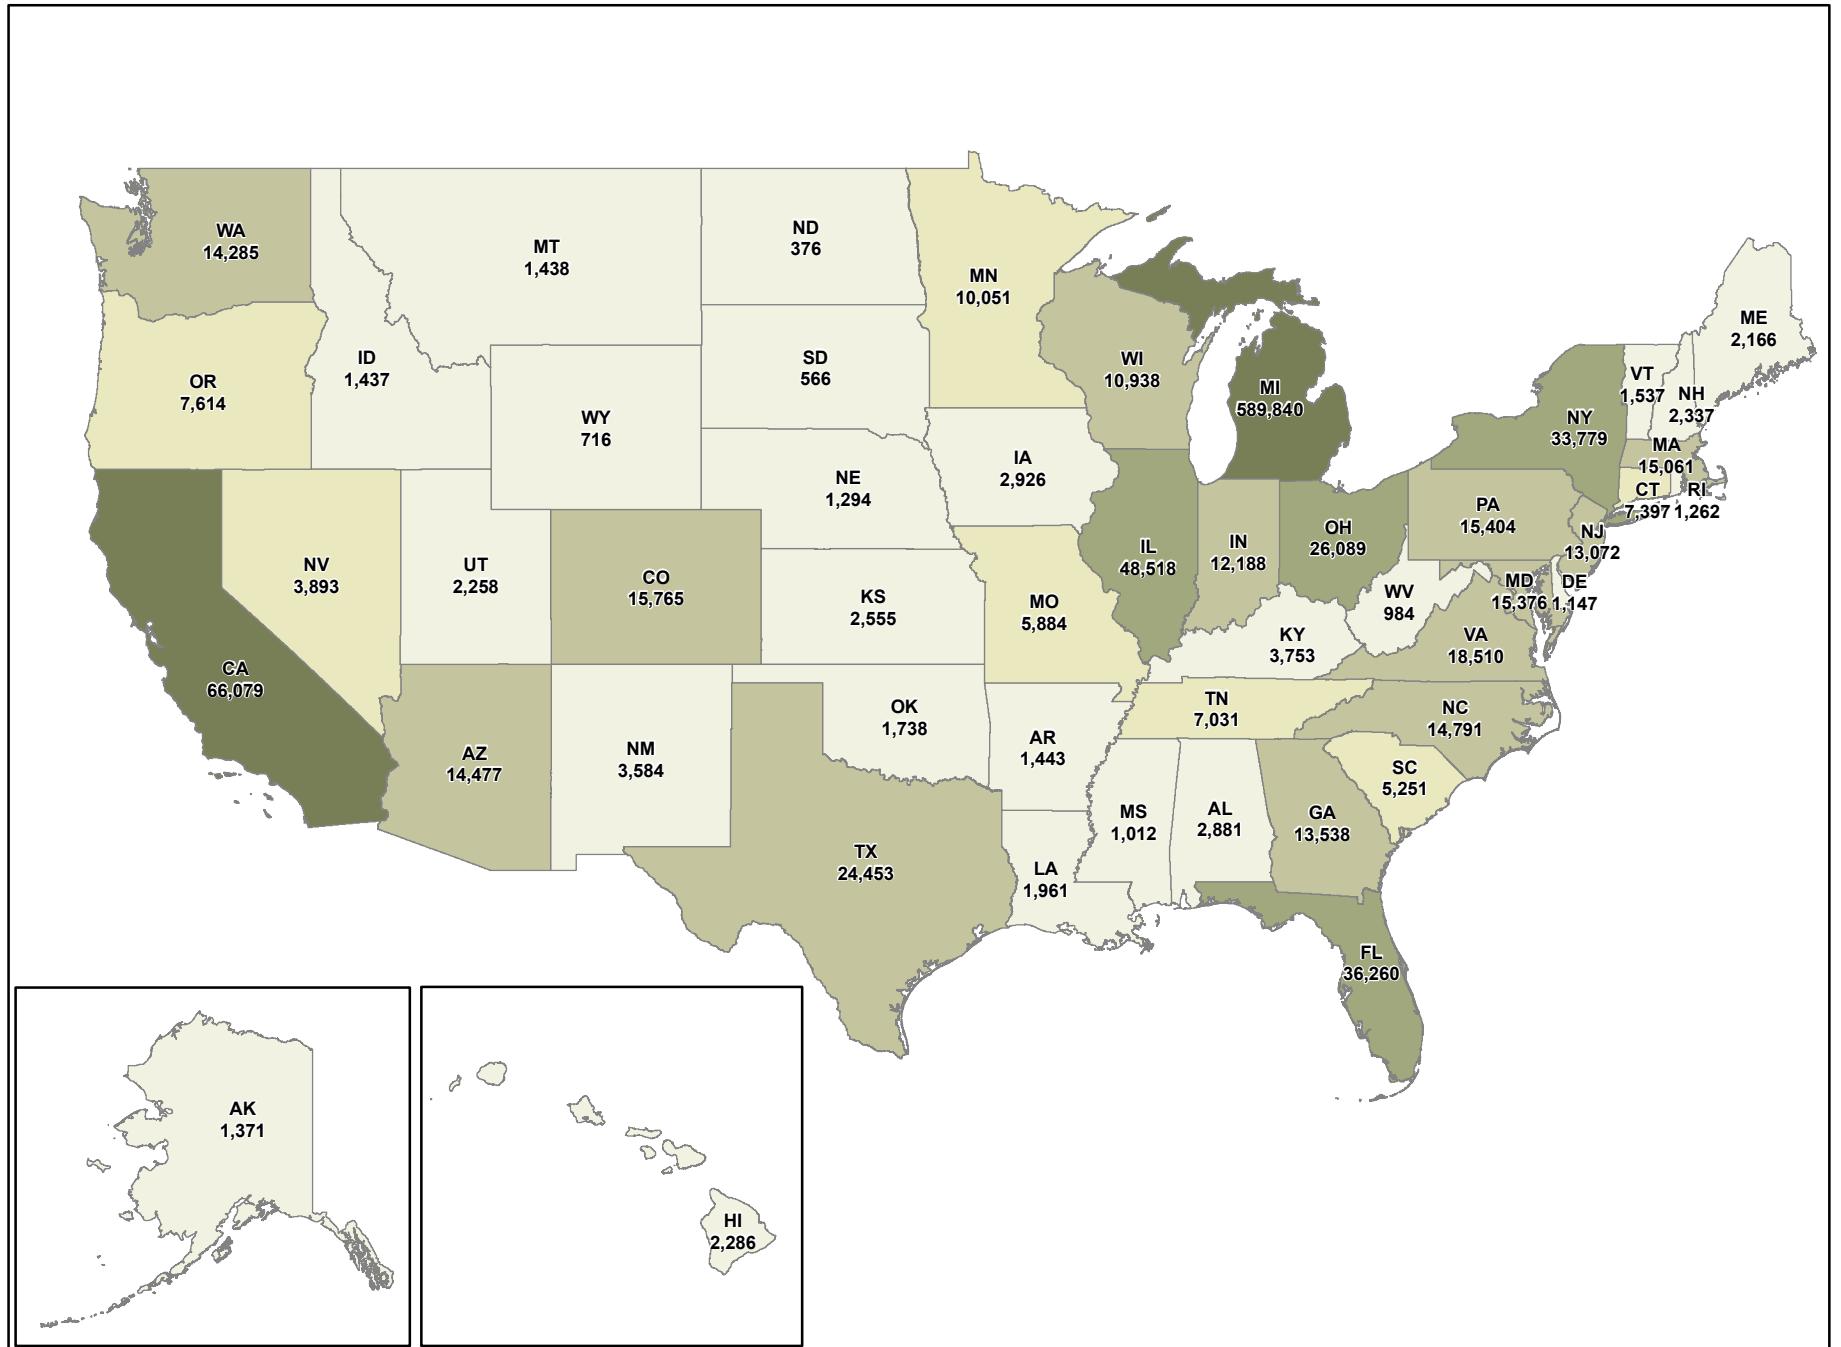 WA
14,285
MT
1,438
ND
376
MN
10,051
ID
1,437
OR
7,614
WY
716
SD
566
WI
10,938
MI
589,840
ME
2,166
VT
1,537
NH
2,337
NY
33,779
MA
15,061
CT
7,397
RI
1,262
IA
2,926
NE
1,294
PA
15,404
NJ
13,072
OH
26,089
IN
12,188
IL
48,518
NV
3,893
UT
2,258
CO
15,765
KS
2,555
MO
5,884
MD
15,376
DE
1,147
WV
984
KY
3,753
VA
18,510
CA
66,079
AZ
14,477
NM
3,584
OK
1,738
AR
1,443
TN
7,031
NC
14,791
SC
5,251
MS
1,012
AL
2,881
GA
13,538
TX
24,453
LA
1,961
FL
36,260
AK
1,371
HI
2,286